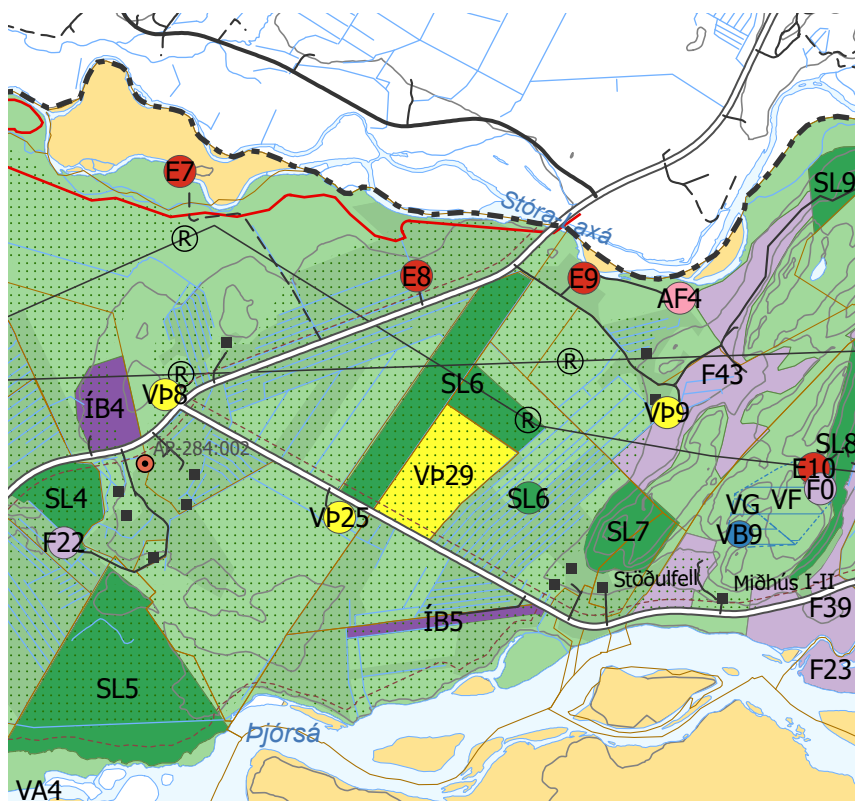 E7
SL9
Stóra-Laxá
R
E8
E9
AF4
R
R
VÞ8
ÍB4
SL6
F43
R
VÞ9
AR-284:002
SL8
E10
F0
SL4
VÞ29
SL6
VG
VF
VÞ25
VB9
SL7
F22
Stöðulfell
Miðhús I-II
ÍB5
F39
F23
SL5
Þjórsá
VA4